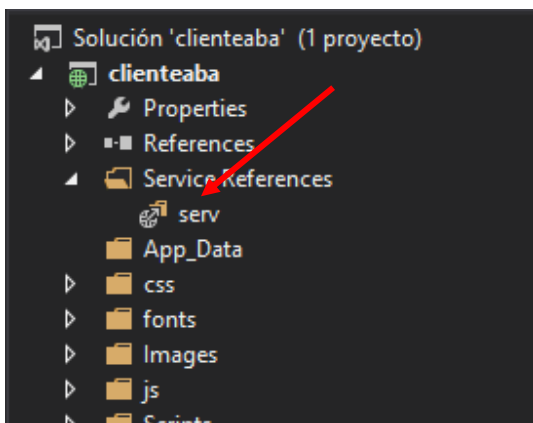 Solución 'clienteaba' (1 proyecto)
clienteaba
Properties
References
Service References
serv
App_Data
css
fonts
Images
js